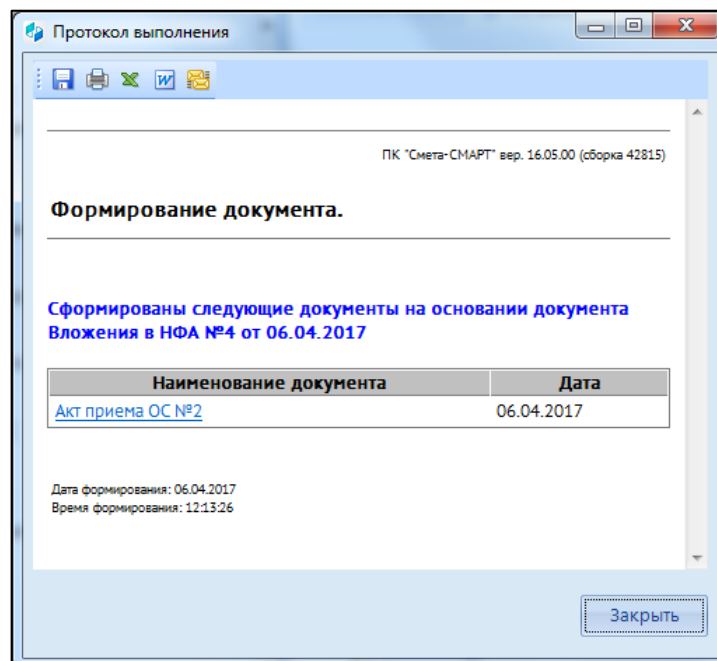 Протокол выполнения
ПК "Смета-СМАРТ" вер. 16.05.00 (сборка 42815)
Формирование документа.
Сформированы следующие документы на основании документа
Вложения в НФА №4 от 06.04.2017
Наименование документа Дата
Акт приема ОС №2 06.04.2017
Дата формирования: 06.04.2017
Время формирования: 12:13:26
Закрыть